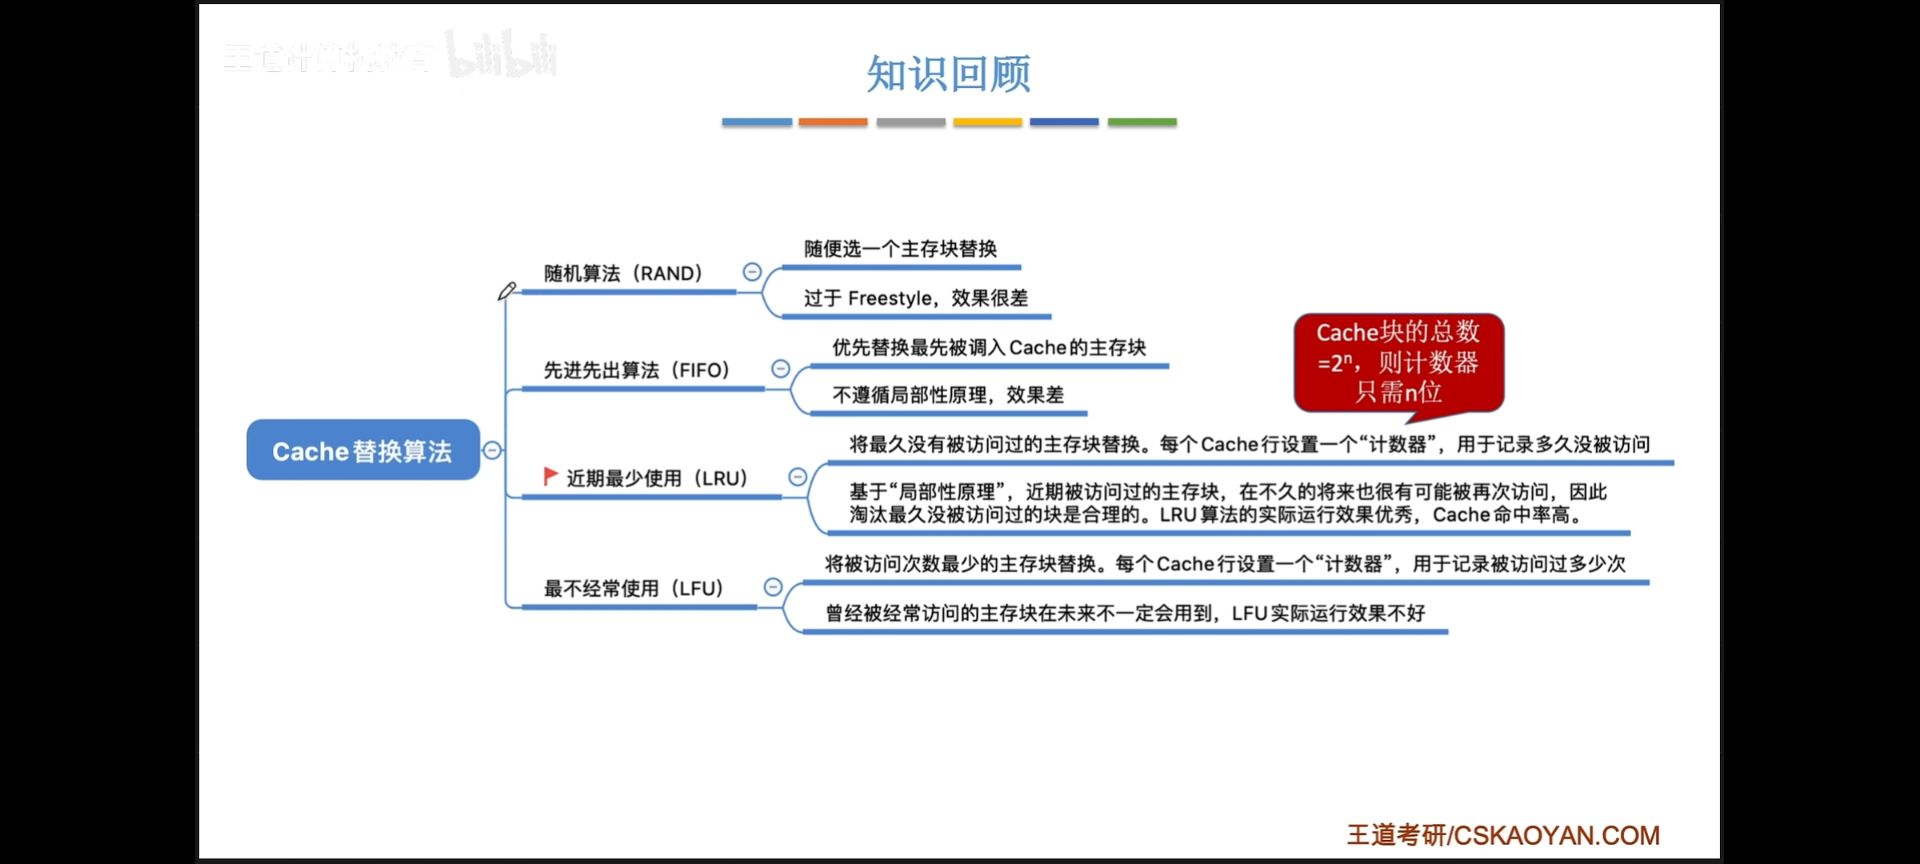 王道计算机教育 bilibili
知识回顾
随便选一个主存块替换
随机算法（RAND）
过于 Freestyle，效果很差
优先替换最先被调入Cache的主存块
先进先出算法（FIFO）
不遵循局部性原理，效果差
Cache块的总数
=2ⁿ，则计数器
只需n位
Cache替换算法
将最久没有被访问过的主存块替换。每个Cache行设置一个“计数器”，用于记录多久没被访问
近期最少使用（LRU）
基于“局部性原理”，近期被访问过的主存块，在不久的将来也很有可能被再次访问，因此
淘汰最久没被访问过的块是合理的。LRU算法的实际运行效果优秀，Cache命中率高。
将被访问次数最少的主存块替换。每个Cache行设置一个“计数器”，用于记录被访问过多少次
最不经常使用（LFU）
曾经被经常访问的主存块在未来不一定会用到，LFU实际运行效果不好
王道考研/CSKAOYAN.COM